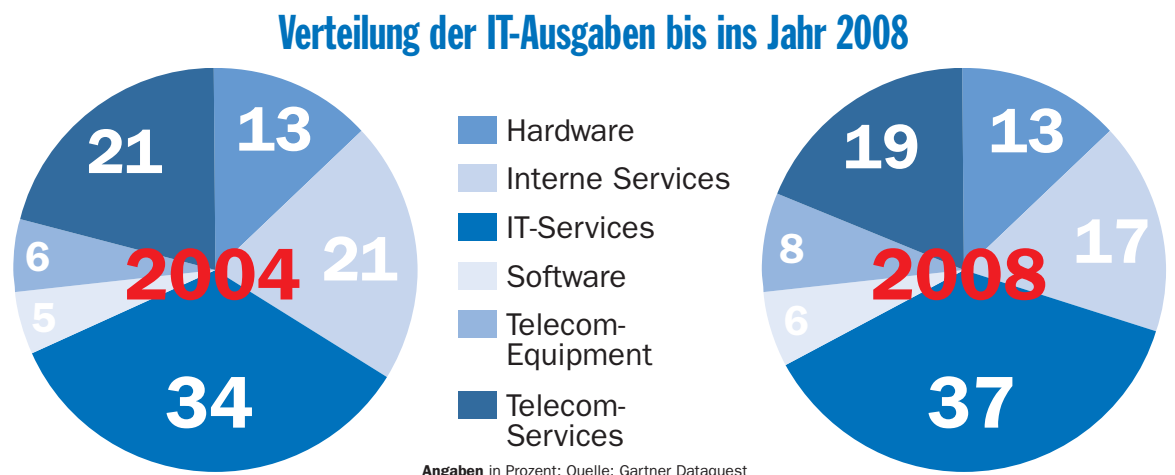 Verteilung der IT-Ausgaben bis ins Jahr 2008
13
21
34
5
6
21
2004
Hardware
Interne Services
IT-Services
Software
Telecom-
Equipment
Telecom-
Services
13
17
37
6
8
19
2008
Angaben in Prozent; Quelle: Gartner Dataquest